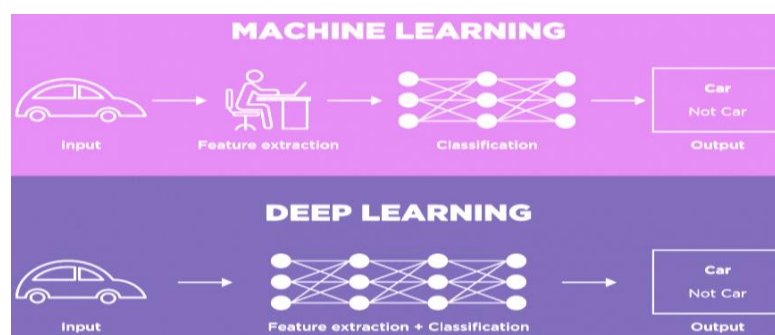 MACHINE LEARNING
Car
Not Car
Input
Feature extraction
Classification
Output
DEEP LEARNING
Car
Not Car
Input
Feature extraction + Classification
Output